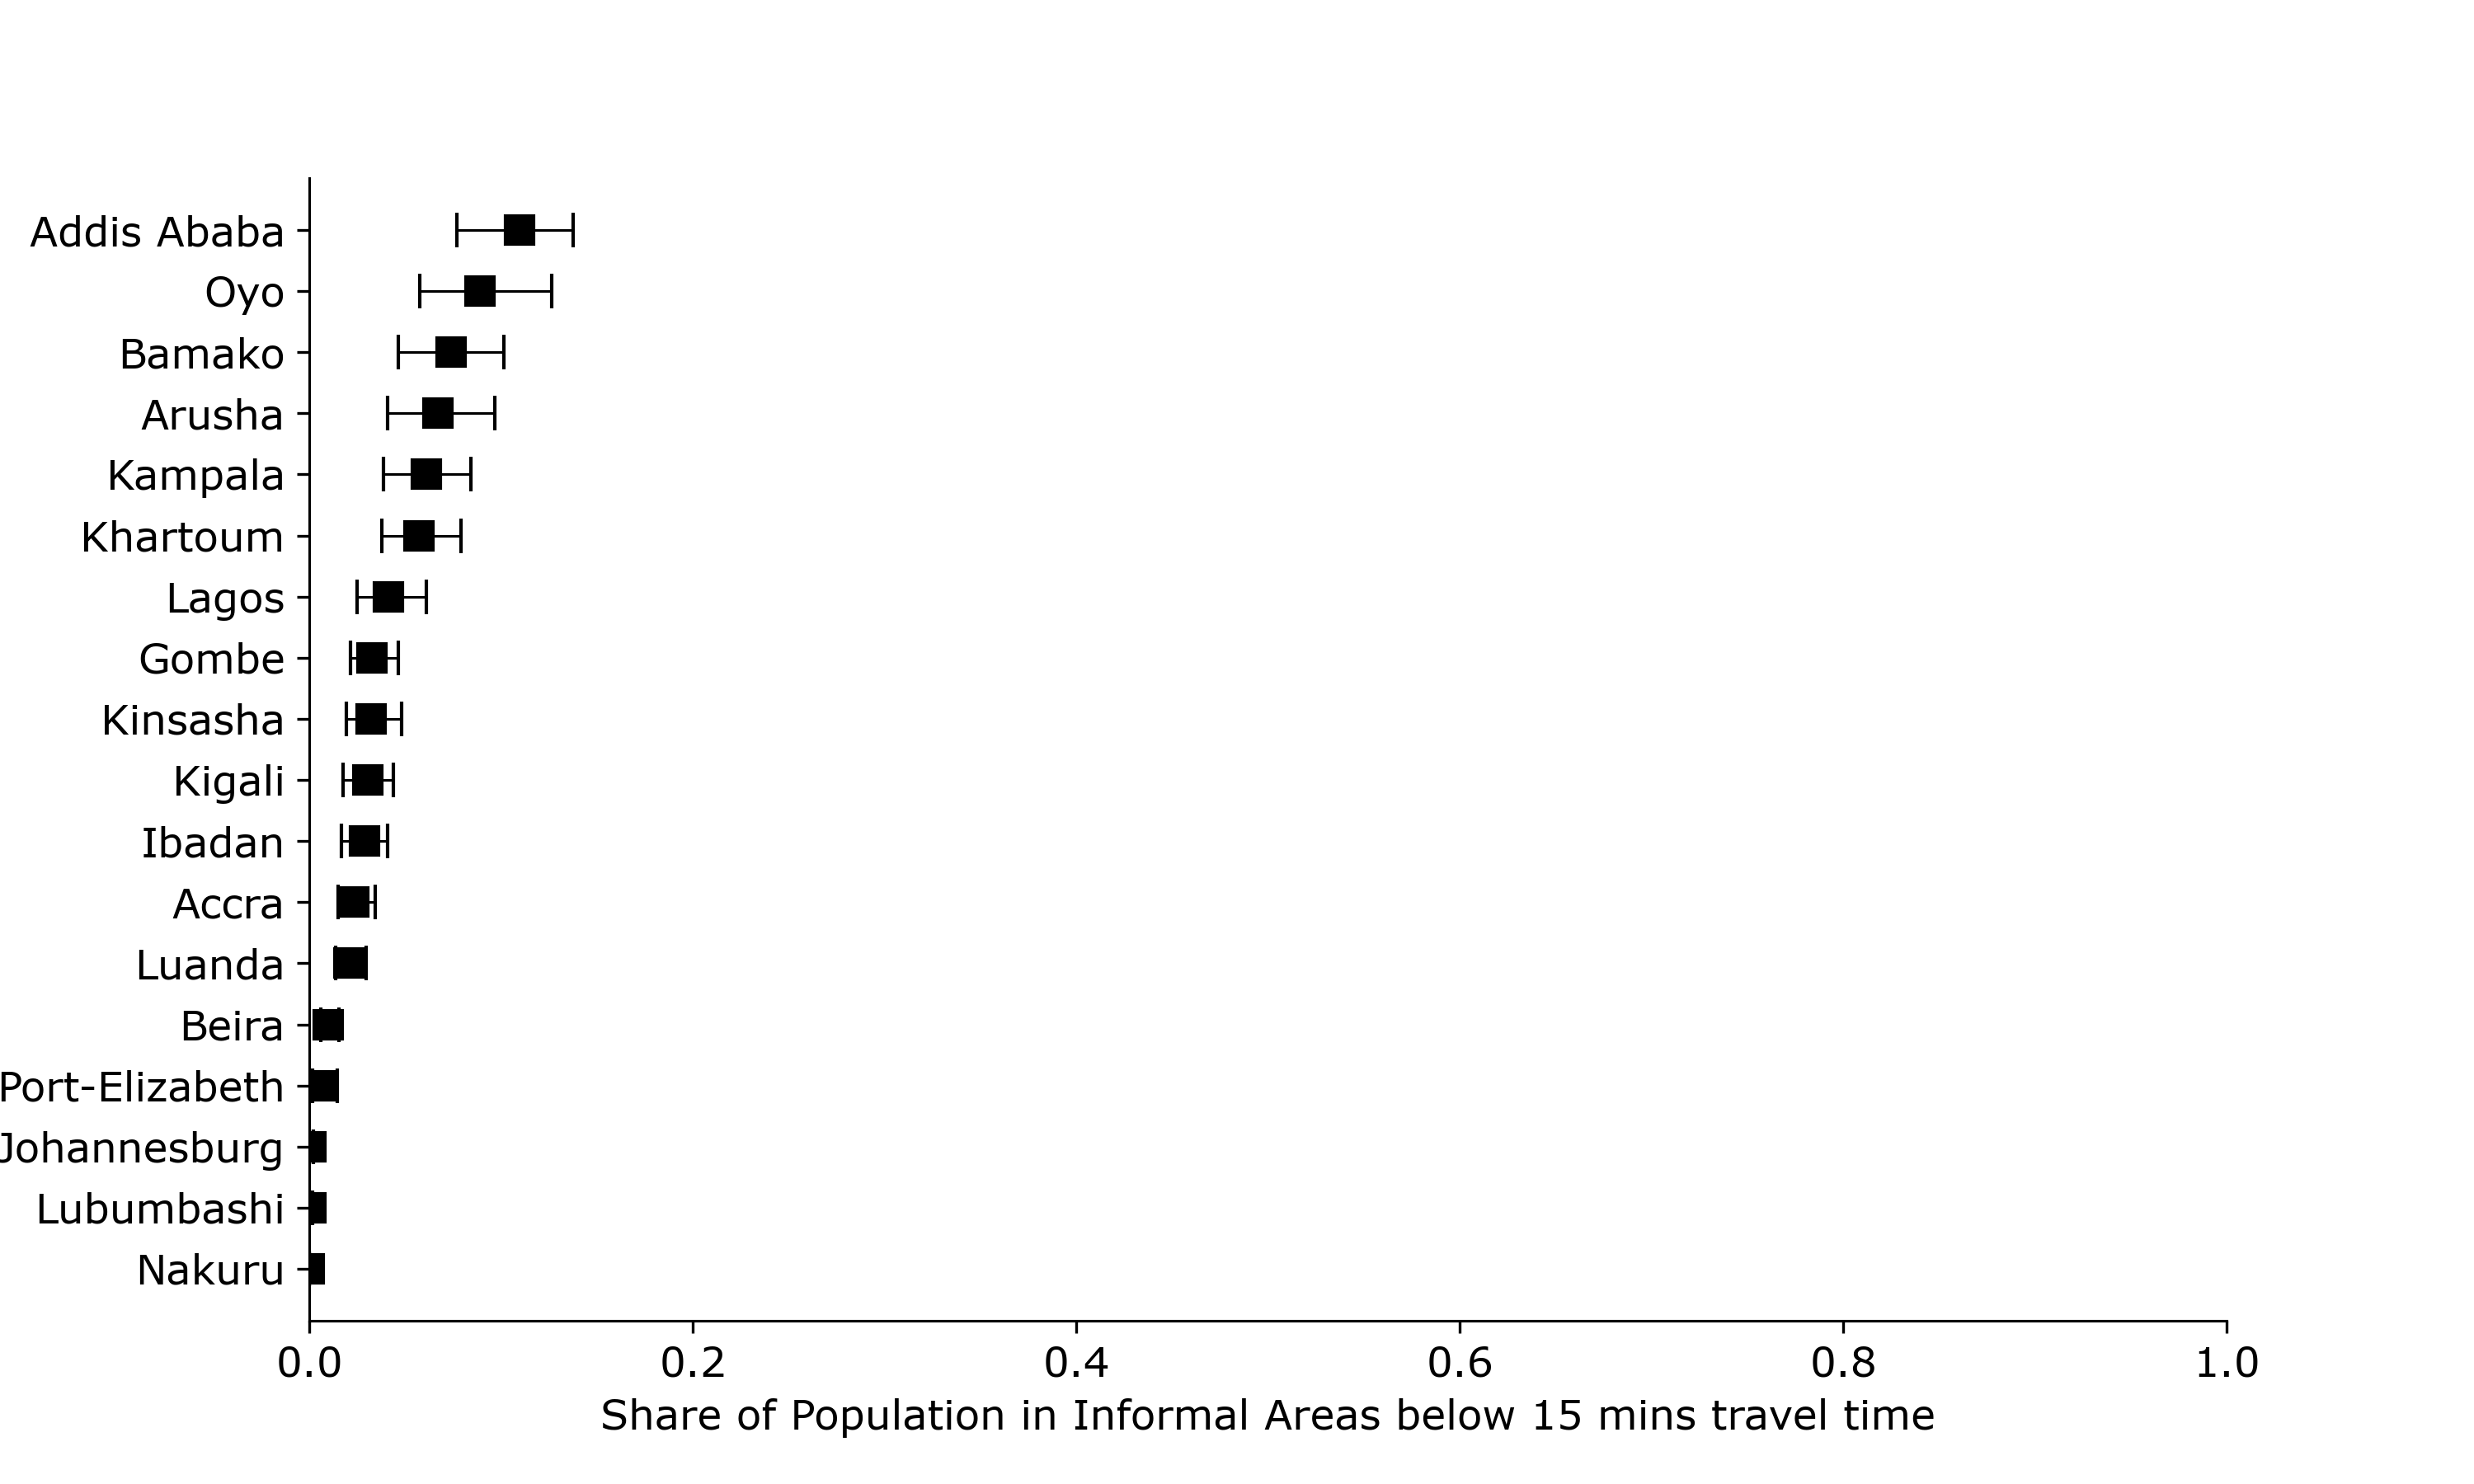 Addis Ababa
Oyo
Bamako
Arusha
Kampala
Khartoum
Lagos
Gombe
Kinsasha
Kigali
Ibadan
Accra
Luanda
Beira
Port-Elizabeth
Johannesburg
Lubumbashi
Nakuru
0.0 0.2 0.4 0.6 0.8 1.0
Share of Population in Informal Areas below 15 mins travel time